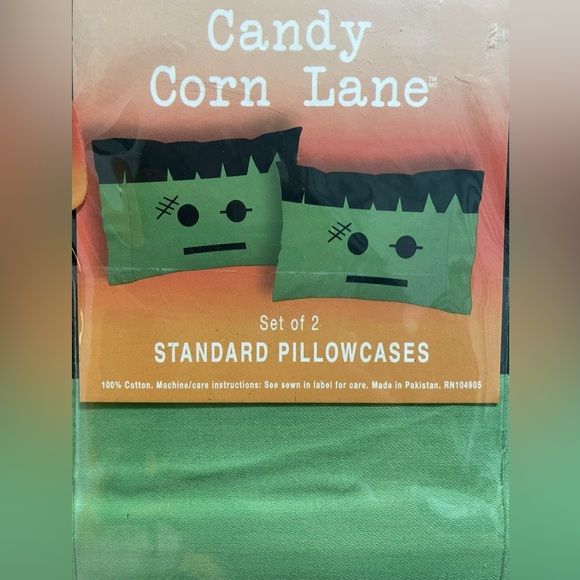 Candy
Corn Lane™
Set of 2
STANDARD PILLOWCASES
100% Cotton. Machine/care instructions: See sewn in label for care. Made in Pakistan. RN104905